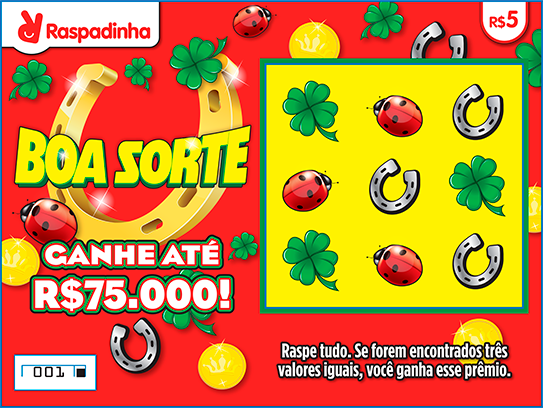 Raspadinha
R$5
BOA SORTE
GANHE ATÉ
R$75.000!
001
Raspe tudo. Se forem encontrados três
valores iguais, você ganha esse prêmio.